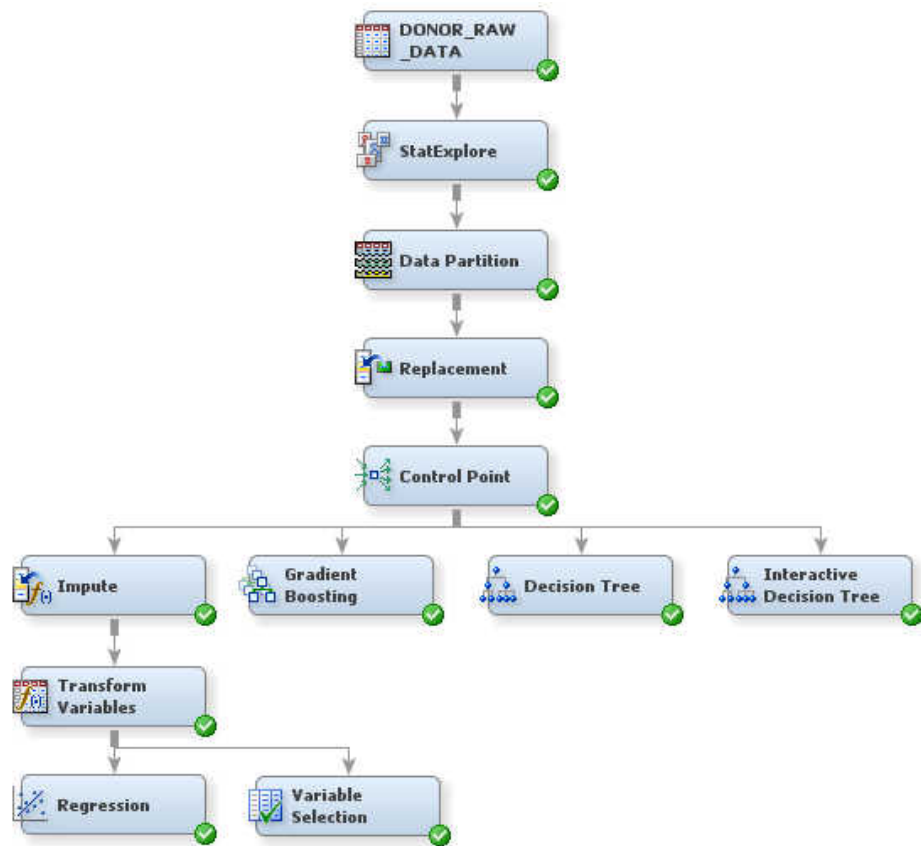 DONOR_RAW
_DATA
StatExplore
Data Partition
Replacement
Control Point
Impute
Gradient
Boosting
Decision Tree
Interactive
Decision Tree
Transform
Variables
Regression
Variable
Selection